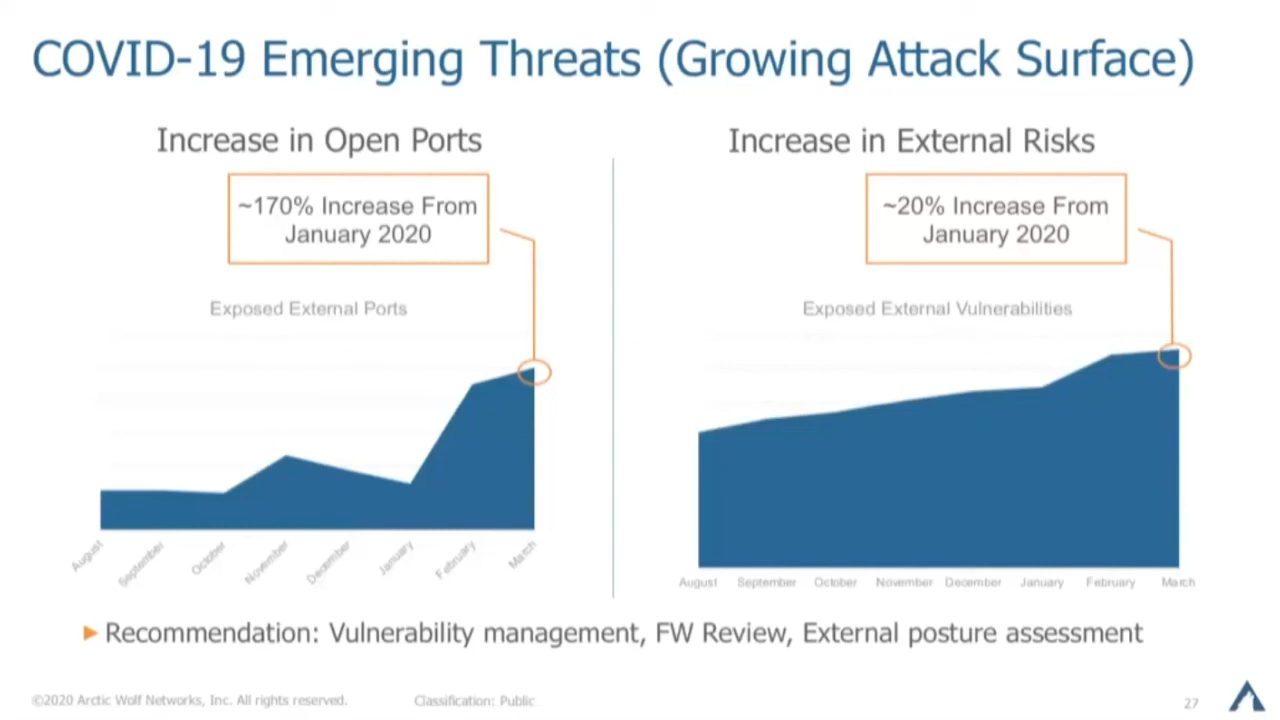 COVID-19 Emerging Threats (Growing Attack Surface)
Increase in Open Ports
~170% Increase From
January 2020
Exposed External Ports
August
September
October
November
December
January
February
March
Increase in External Risks
~20% Increase From
January 2020
Exposed External Vulnerabilities
August September October November December January February March
Recommendation: Vulnerability management, FW Review, External posture assessment
©2020 Arctic Wolf Networks, Inc. All rights reserved. Classification: Public 27